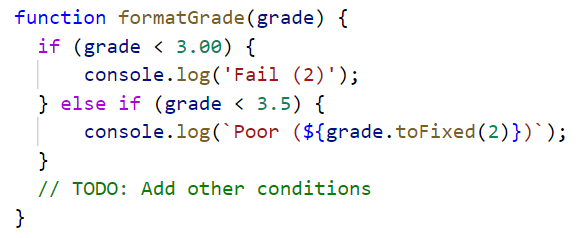 function formatGrade(grade) {
  if (grade < 3.00) {
      console.log('Fail (2)');
  } else if (grade < 3.5) {
      console.log(`Poor (${grade.toFixed(2)})`);
  }
  // TODO: Add other conditions
}